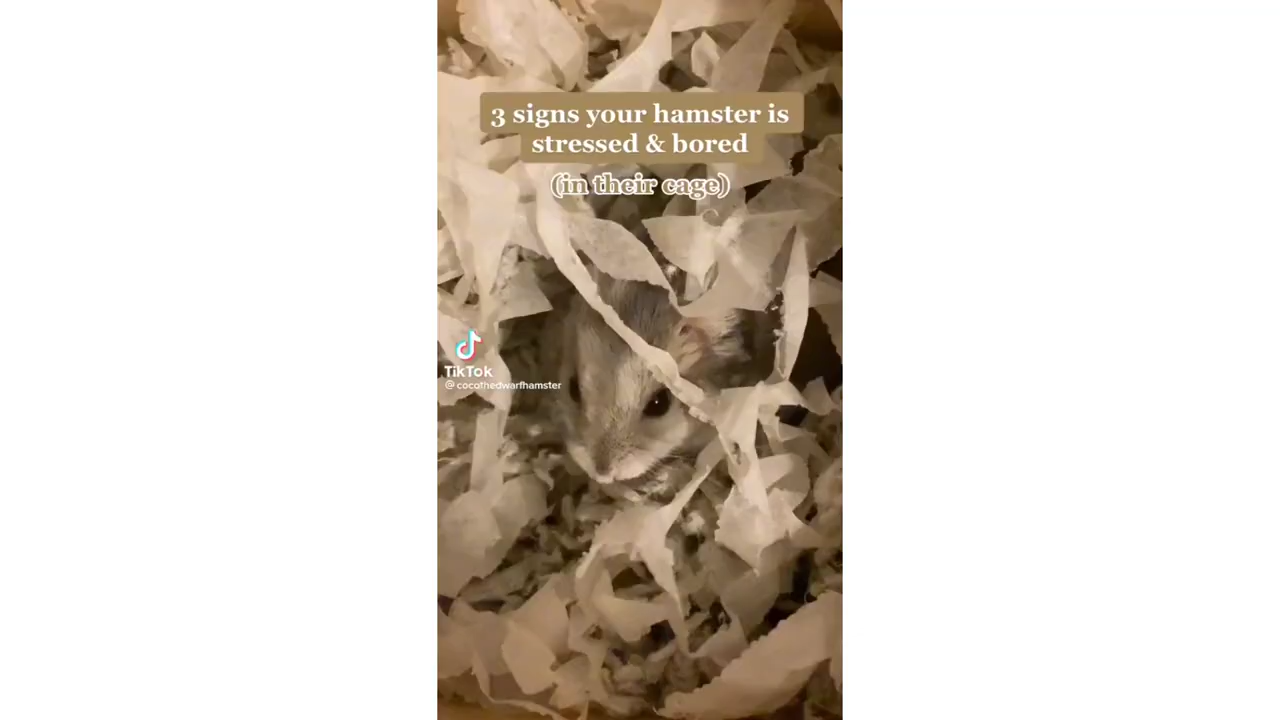 3 signs your hamster is
stressed & bored
(in their cage)
TikTok
@cocothedwarfhamster